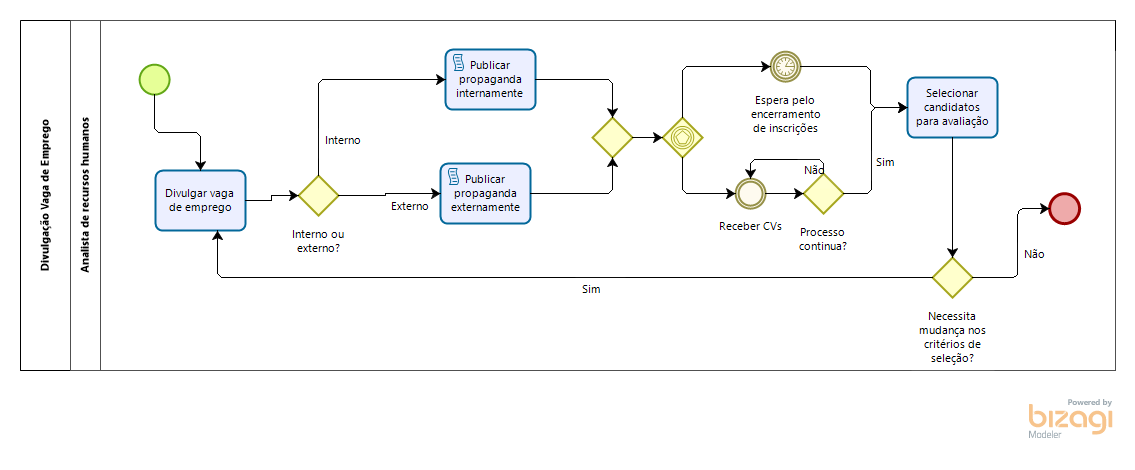 Divulgação Vaga de Emprego
Analista de recursos humanos
Divulgar vaga
de emprego
Interno ou
externo?
Interno
Externo
Publicar
propaganda
internamente
Publicar
propaganda
externamente
Espera pelo
encerramento
de inscrições
Receber CVs
Não
Processo
continua?
Sim
Selecionar
candidatos
para avaliação
Necessita
mudança nos
critérios de
seleção?
Sim
Não
Powered by
bizagi
Modeler